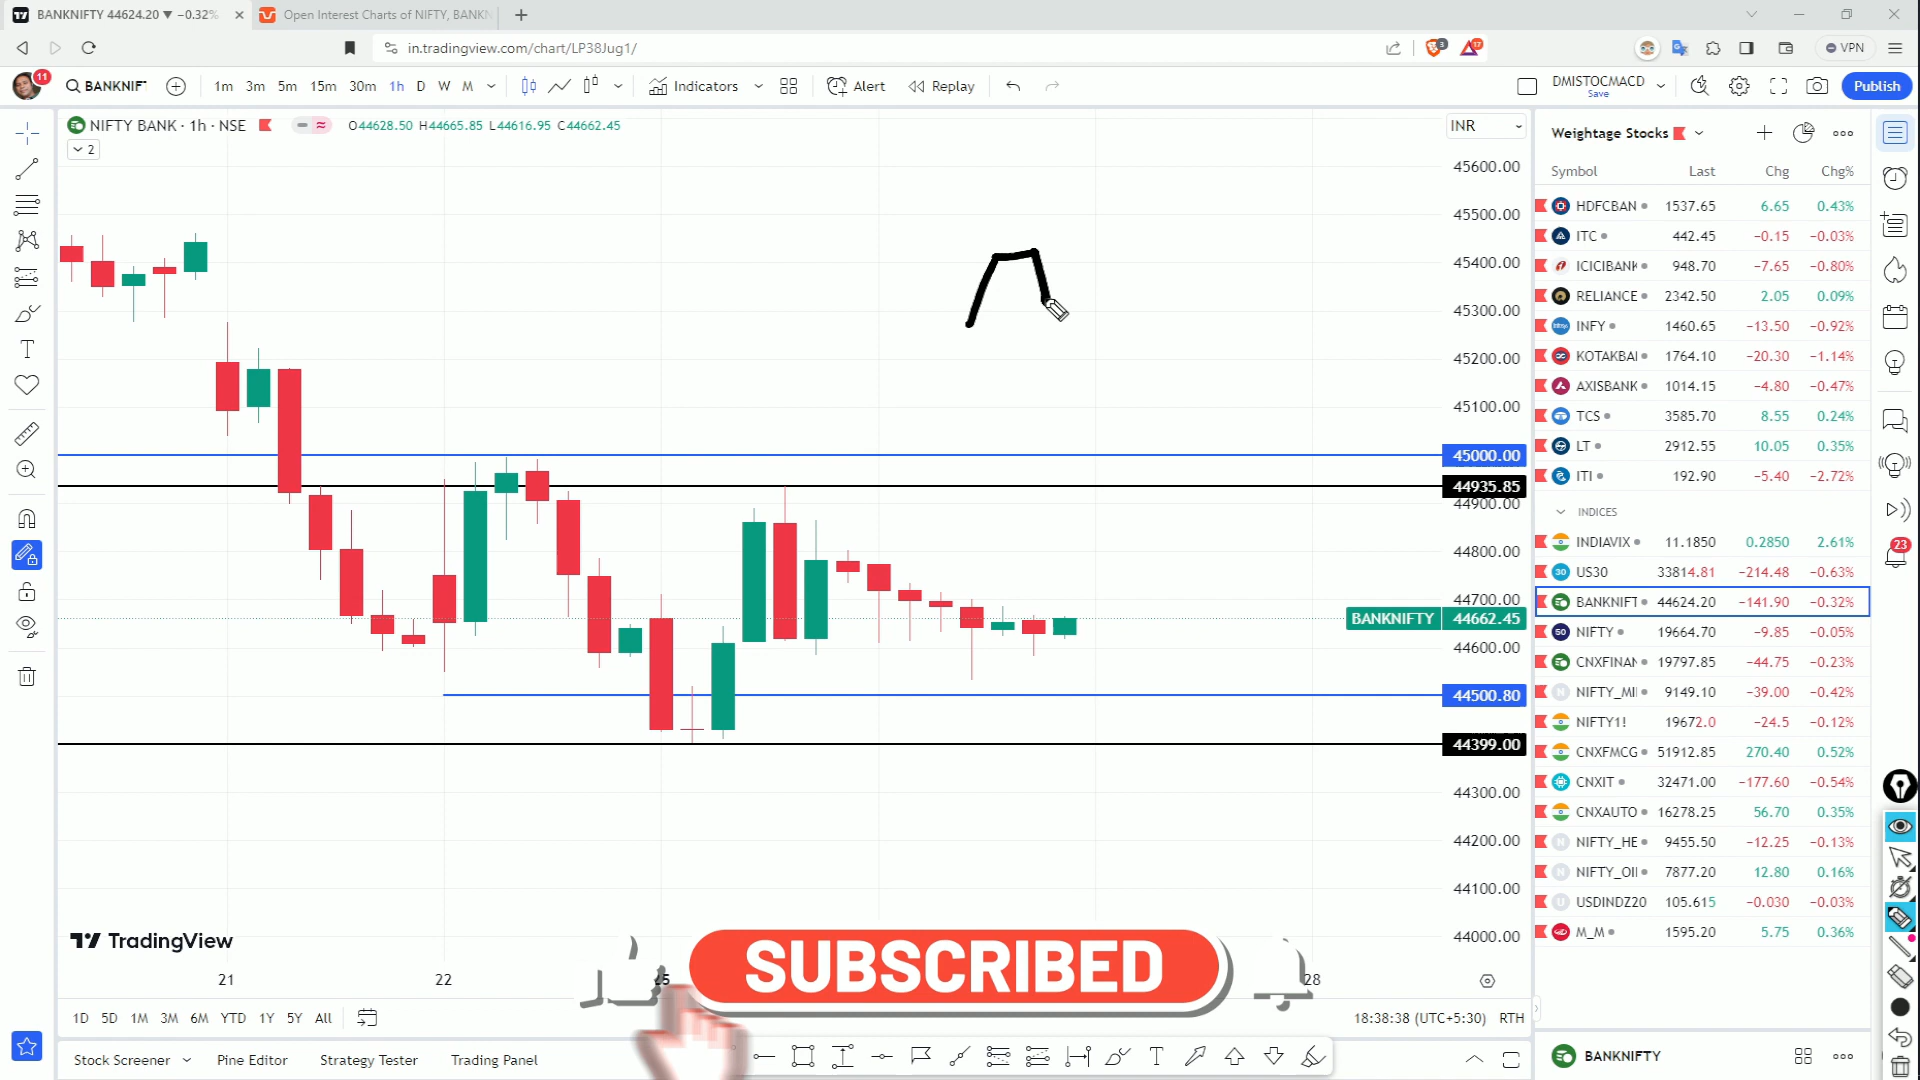 BANKNIFTY 44624.20 ▼ −0.32%
Open Interest Charts of NIFTY, BANKN
in.tradingview.com/chart/LP38Jug1/
3
17
VPN
11
BANKNIF
1m 3m 5m 15m 30m 1h D W M
Indicators
Alert
Replay
DMISTOCMACD
Save
Publish
NIFTY BANK · 1h · NSE
O44628.50 H44665.85 L44616.95 C44662.45
2
INR
45600.00
45500.00
45400.00
45300.00
45200.00
45100.00
45000.00
44935.85
44900.00
44800.00
44700.00
BANKNIFTY 44662.45
44600.00
44500.80
44399.00
44300.00
44200.00
44100.00
44000.00
TradingView
SUBSCRIBED
21 22 25 28
1D 5D 1M 3M 6M YTD 1Y 5Y All
18:38:38 (UTC+5:30) RTH
Stock Screener Pine Editor Strategy Tester Trading Panel
Weightage Stocks
Symbol Last Chg Chg%
HDFCBAN 1537.65 6.65 0.43%
ITC 442.45 −0.15 −0.03%
ICICIBANK 948.70 −7.65 −0.80%
RELIANCE 2342.50 2.05 0.09%
INFY 1460.65 −13.50 −0.92%
KOTAKBAI 1764.10 −20.30 −1.14%
AXISBANK 1014.15 −4.80 −0.47%
TCS 3585.70 8.55 0.24%
LT 2912.55 10.05 0.35%
ITI 192.90 −5.40 −2.72%
INDICES
INDIAVIX 11.1850 0.2850 2.61%
30 US30 33814.81 −214.48 −0.63%
BANKNIFT 44624.20 −141.90 −0.32%
50 NIFTY 19664.70 −9.85 −0.05%
CNXFINAN 19797.85 −44.75 −0.23%
N NIFTY_MI 9149.10 −39.00 −0.42%
NIFTY1! 19672.0 −24.5 −0.12%
CNXFMCG 51912.85 270.40 0.52%
CNXIT 32471.00 −177.60 −0.54%
CNXAUTO 16278.25 56.70 0.35%
N NIFTY_HE 9455.50 −12.25 −0.13%
N NIFTY_OII 7877.20 12.80 0.16%
U USDINDZ20 105.615 −0.030 −0.03%
M_M 1595.20 5.75 0.36%
BANKNIFTY
23